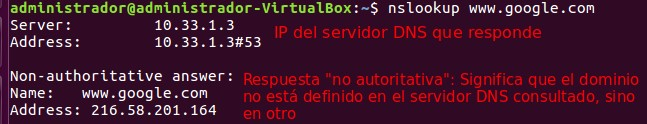 administrador@administrador-VirtualBox:~$ nslookup www.google.com
Server: 10.33.1.3
Address: 10.33.1.3#53
IP del servidor DNS que responde
Non-authoritative answer:
Name: www.google.com
Address: 216.58.201.164
Respuesta "no autoritativa": Significa que el dominio
no está definido en el servidor DNS consultado, sino
en otro